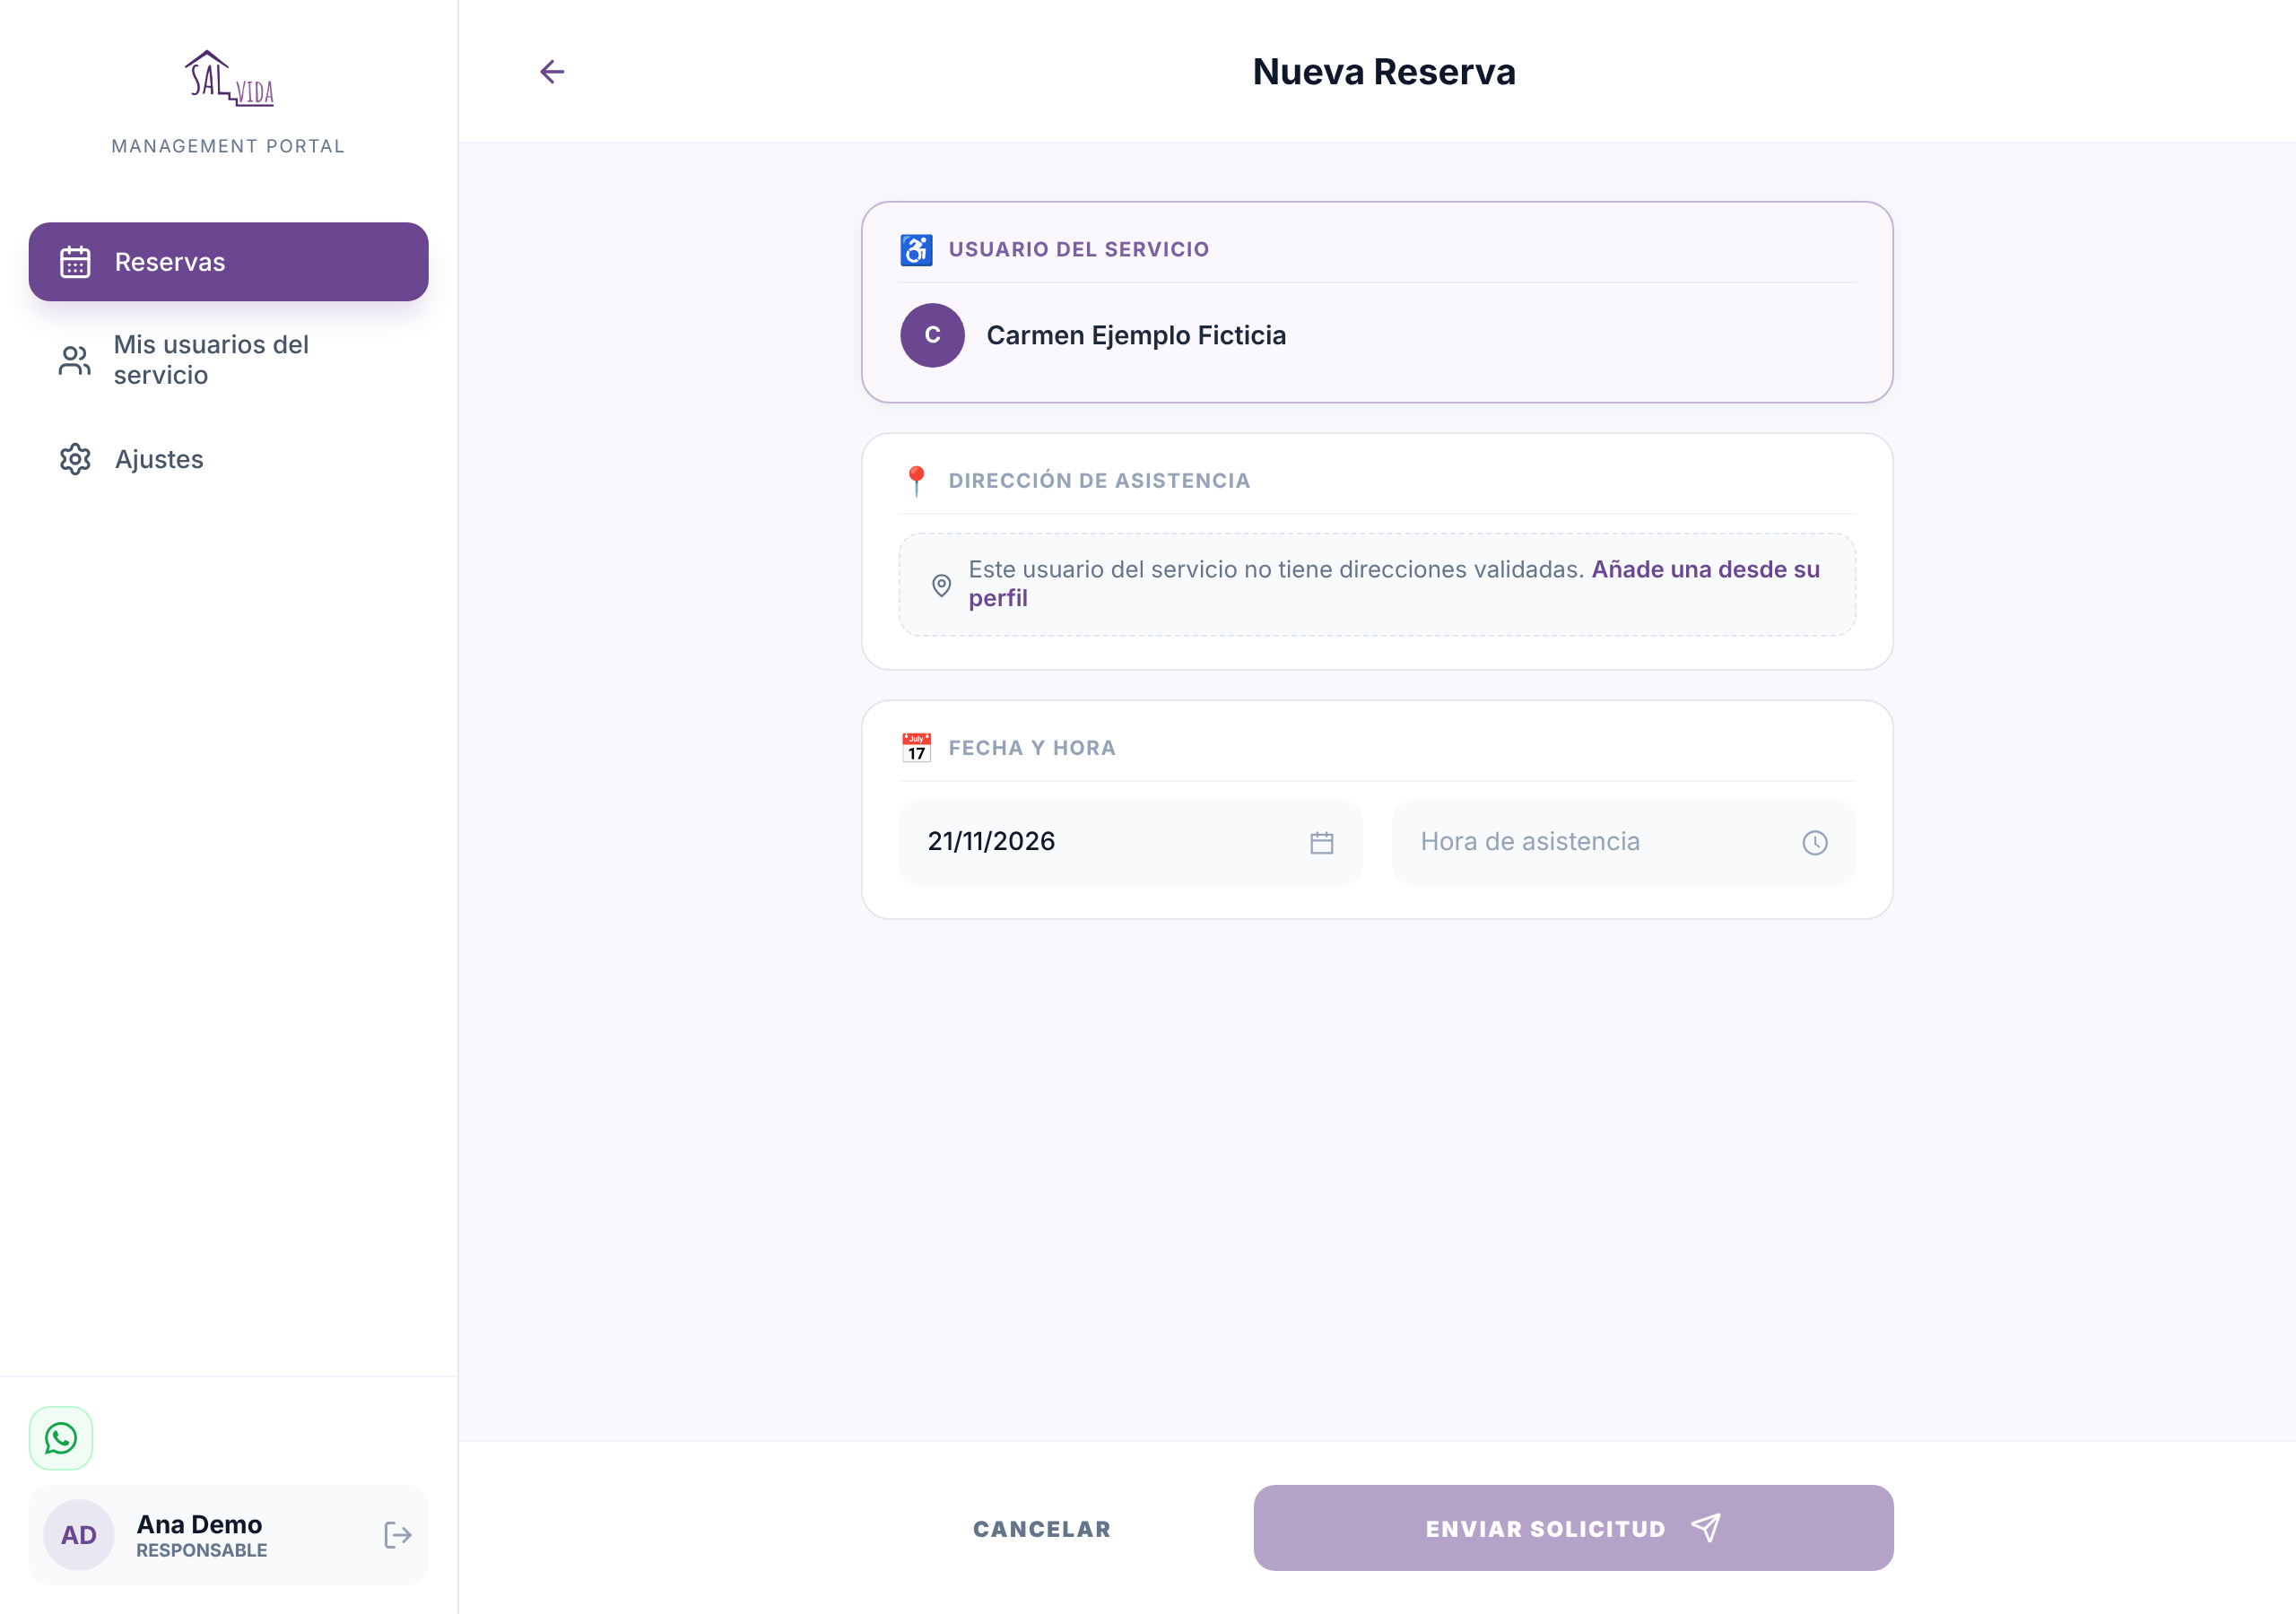 SAL VIDA
MANAGEMENT PORTAL
Reservas
Mis usuarios del
servicio
Ajustes
AD
Ana Demo
RESPONSABLE
Nueva Reserva
USUARIO DEL SERVICIO
C
Carmen Ejemplo Ficticia
DIRECCIÓN DE ASISTENCIA
Este usuario del servicio no tiene direcciones validadas. Añade una desde su
perfil
July
17
FECHA Y HORA
21/11/2026
Hora de asistencia
CANCELAR
ENVIAR SOLICITUD